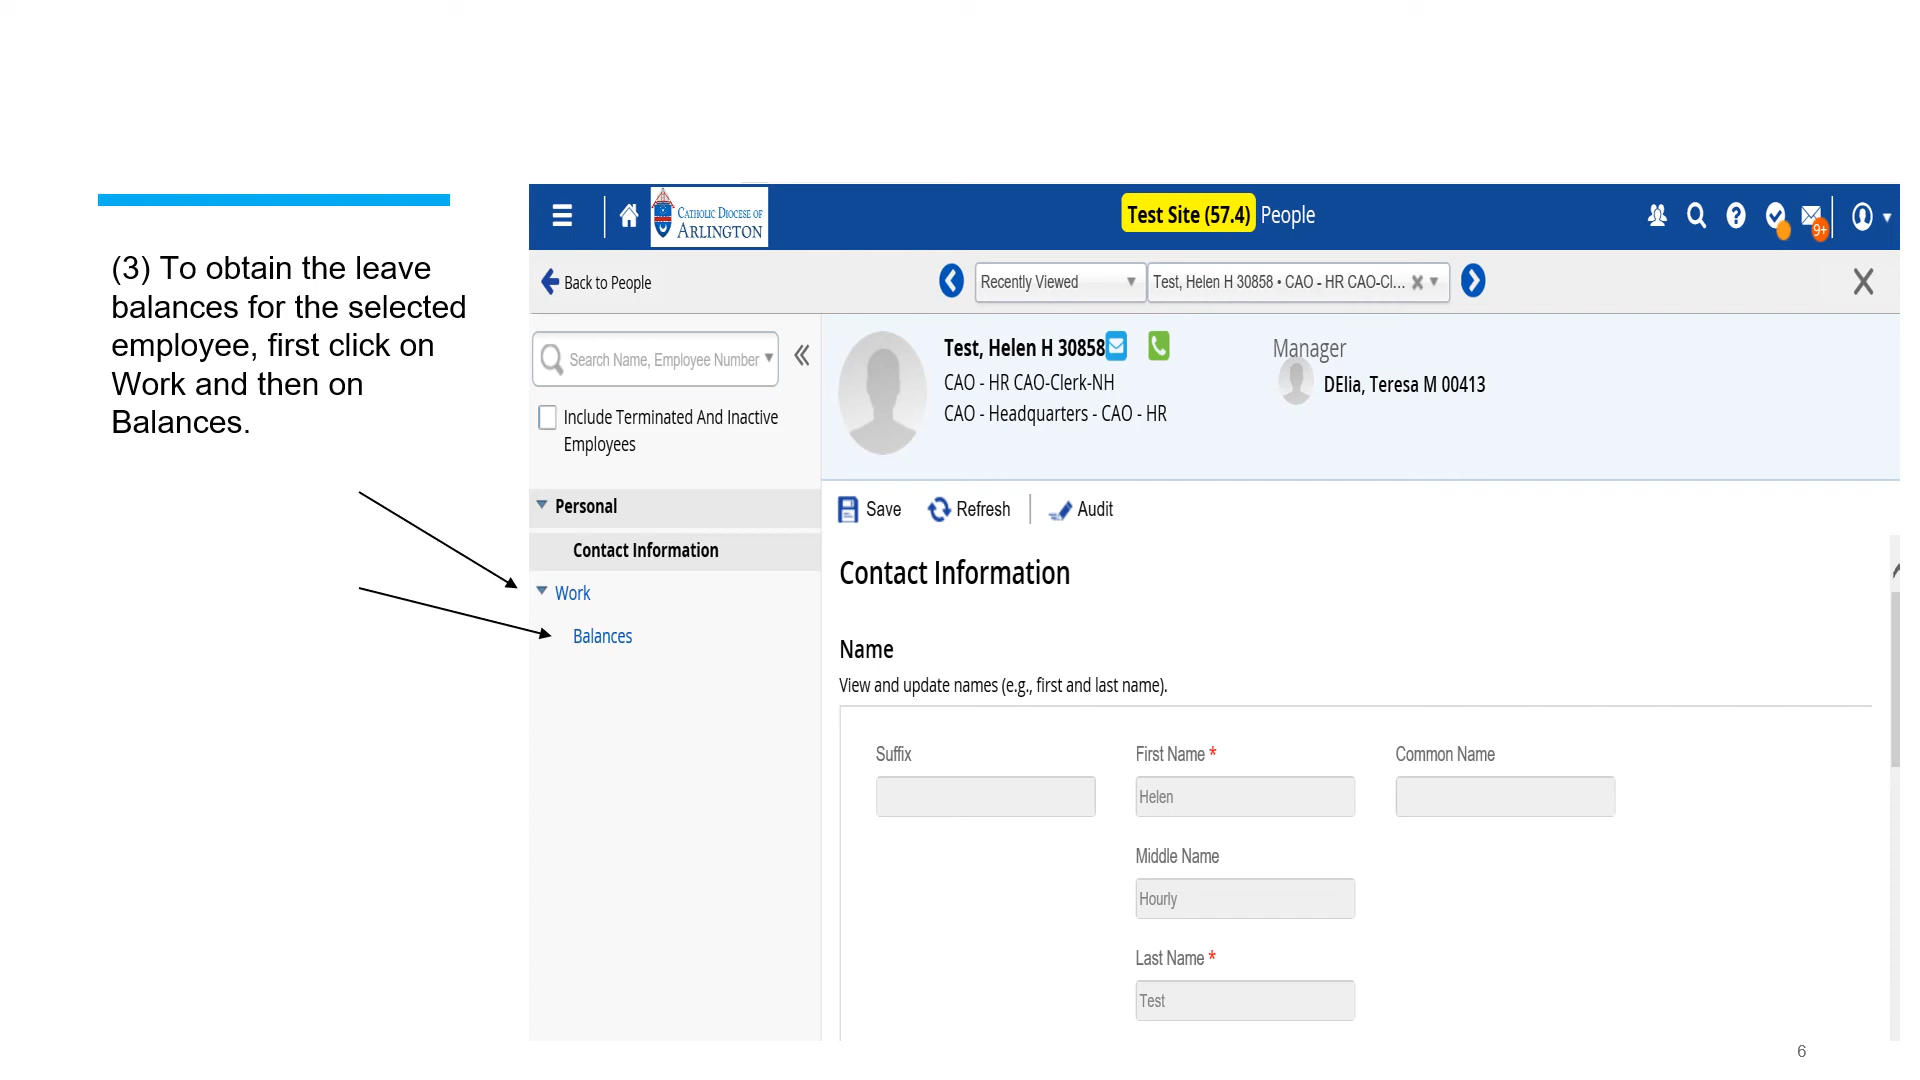 (3) To obtain the leave
balances for the selected
employee, first click on
Work and then on
Balances.
CATHOLIC DIOCESE OF
ARLINGTON
Test Site (57.4) People
9+
Back to People
Recently Viewed
Test, Helen H 30858 • CAO - HR CAO-Cl...
Search Name, Employee Number
Include Terminated And Inactive
Employees
Personal
Contact Information
Work
Balances
Test, Helen H 30858
CAO - HR CAO-Clerk-NH
CAO - Headquarters - CAO - HR
Manager
DElia, Teresa M 00413
Save Refresh Audit
Contact Information
Name
View and update names (e.g., first and last name).
Suffix
First Name *
Helen
Common Name
Middle Name
Hourly
Last Name *
Test
6